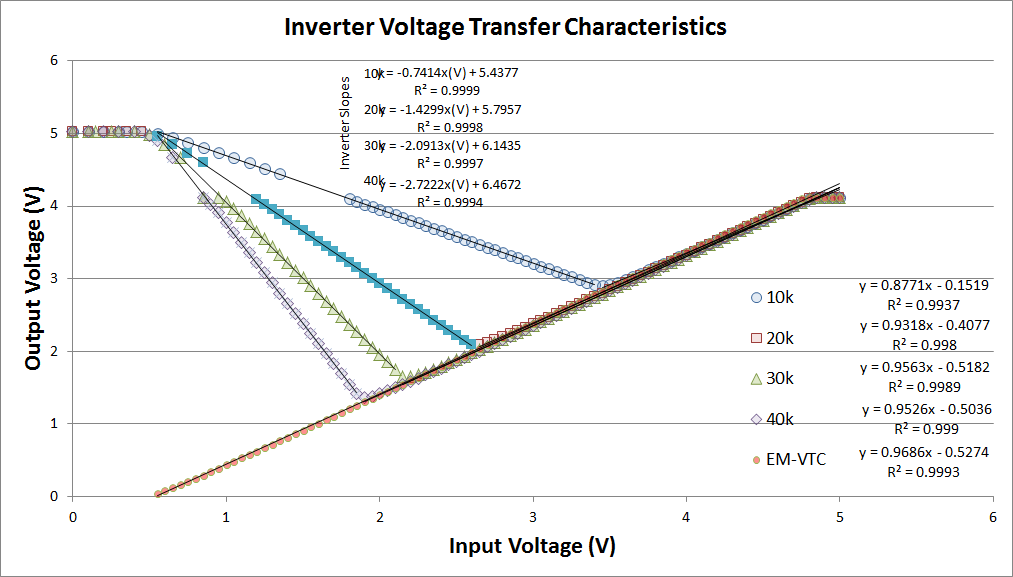 Inverter Voltage Transfer Characteristics
Output Voltage (V)
6
5
4
3
2
1
0
Inverter Slopes
10k y = -0.7414x(V) + 5.4377
R² = 0.9999
20k y = -1.4299x(V) + 5.7957
R² = 0.9998
30k y = -2.0913x(V) + 6.1435
R² = 0.9997
40k y = -2.7222x(V) + 6.4672
R² = 0.9994
10k y = 0.8771x - 0.1519
R² = 0.9937
20k y = 0.9318x - 0.4077
R² = 0.998
30k y = 0.9563x - 0.5182
R² = 0.9989
40k y = 0.9526x - 0.5036
R² = 0.999
EM-VTC y = 0.9686x - 0.5274
R² = 0.9993
0 1 2 3 4 5 6
Input Voltage (V)